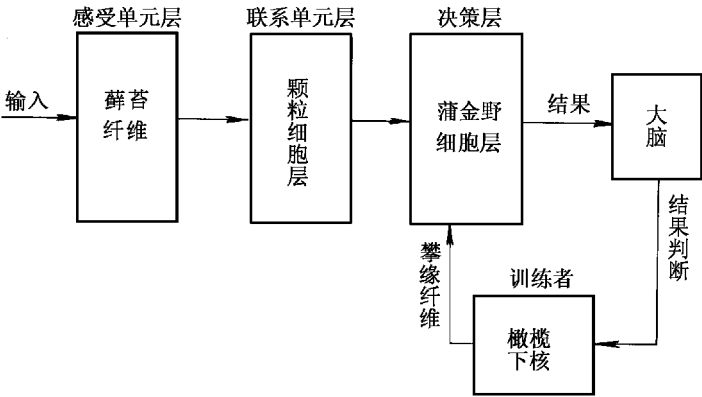 感受单元层
联系单元层
决策层
输入
藓苔
纤维
颗粒细胞层
蒲金野
细胞层
结果
大脑
结果判断
攀缘纤维
训练者
橄榄
下核